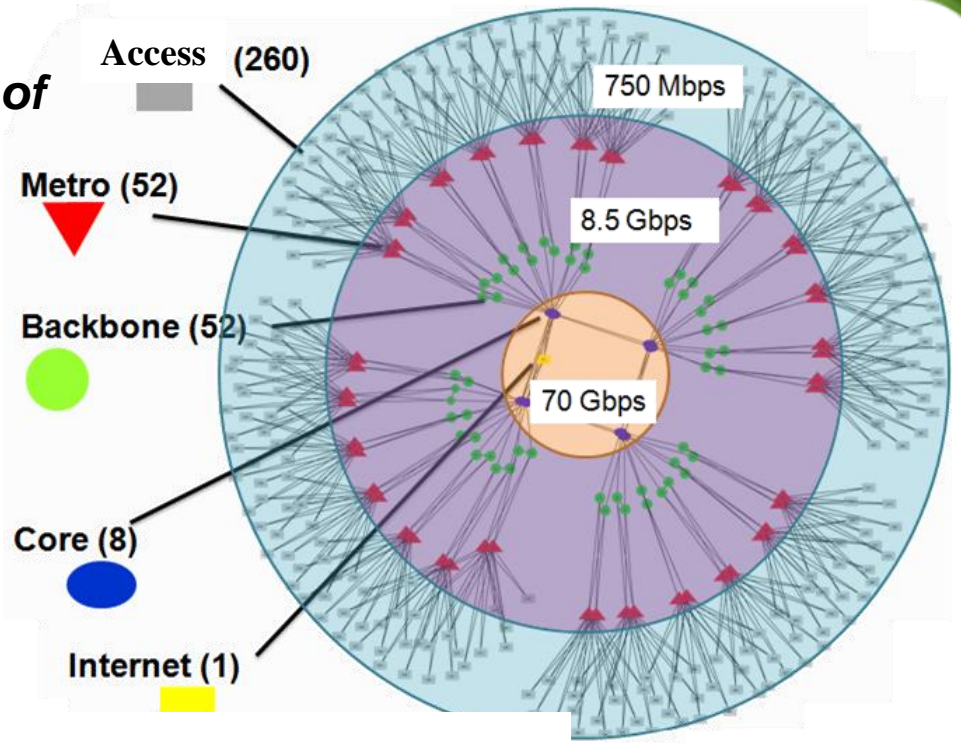 Access (260)
of
750 Mbps
Metro (52)
8.5 Gbps
Backbone (52)
70 Gbps
Core (8)
Internet (1)